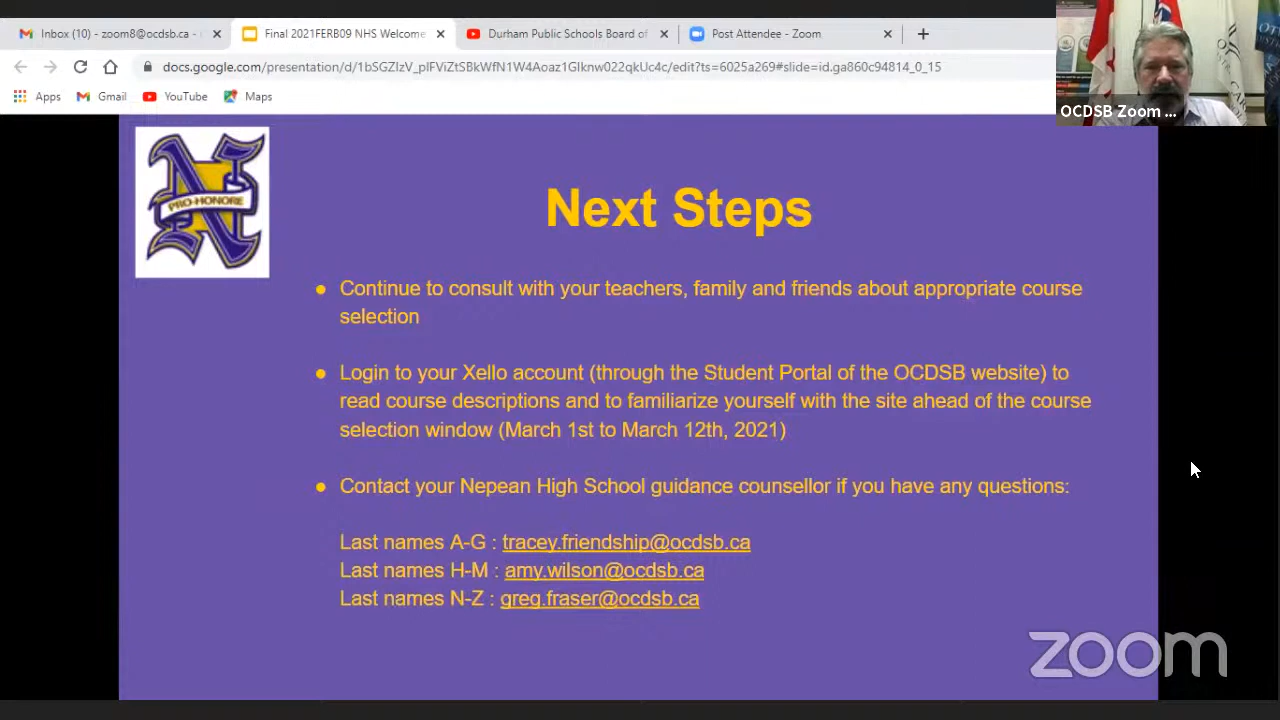 Inbox (10) - zoom8@ocdsb.ca -
Final 2021FERB09 NHS Welcome
Durham Public Schools Board of
Post Attendee - Zoom
docs.google.com/presentation/d/1bSGZIzV_pIFViZtSRkWfN1W4Aoaz1GIknw022qkUc4c/edit?ts=6025a269#slide=id.ga860c94814_0_15
Apps
Gmail
YouTube
Maps
OCDSB Zoom ...
PRO·HONORE
Next Steps
Continue to consult with your teachers, family and friends about appropriate course
selection
Login to your Xello account (through the Student Portal of the OCDSB website) to
read course descriptions and to familiarize yourself with the site ahead of the course
selection window (March 1st to March 12th, 2021)
Contact your Nepean High School guidance counsellor if you have any questions:
Last names A-G : tracey.friendship@ocdsb.ca
Last names H-M : amy.wilson@ocdsb.ca
Last names N-Z : greg.fraser@ocdsb.ca
zoom